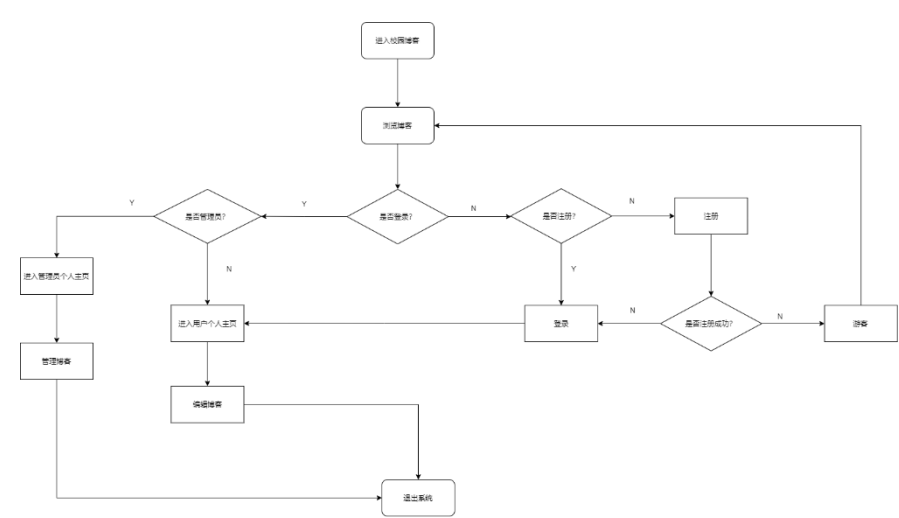 进入校园博客
浏览博客
Y
是否管理员?
Y
是否登录?
N
是否注册?
N
注册
进入管理员个人主页
N
Y
进入用户个人主页
登录
N
是否注册成功?
N
游客
管理博客
编辑博客
退出系统